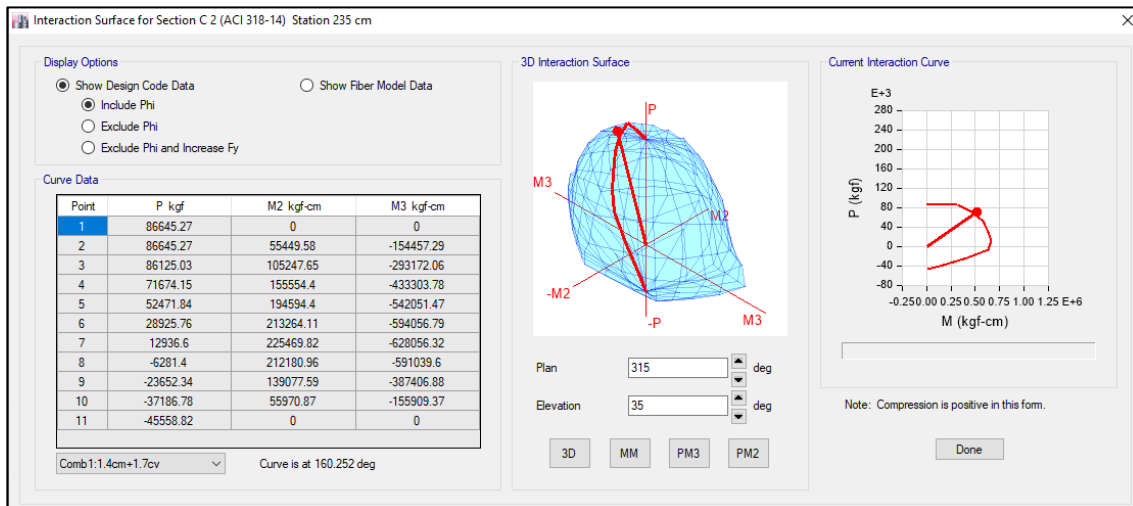 Interaction Surface for Section C 2 (ACI 318-14) Station 235 cm
Display Options
Show Design Code Data Show Fiber Model Data
Include Phi
Exclude Phi
Exclude Phi and Increase Fy
Curve Data
Point P kgf M2 kgf-cm M3 kgf-cm
1 86645.27 0 0
2 86645.27 55449.58 -154457.29
3 86125.03 105247.65 -293172.06
4 71674.15 155554.4 -433303.78
5 52471.84 194594.4 -542051.47
6 28925.76 213264.11 -594056.79
7 12936.6 225469.82 -628056.32
8 -6281.4 212180.96 -591039.6
9 -23652.34 139077.59 -387406.88
10 -37186.78 55970.87 -155909.37
11 -45558.82 0 0
Comb1:1.4cm+1.7cv Curve is at 160.252 deg
3D Interaction Surface
P
M3
M2
-M2
M3
-P
Plan 315 deg
Elevation 35 deg
3D MM PM3 PM2
Current Interaction Curve
E+3
280
240
200
160
120
80
40
0
-40
-80
-0.250.00 0.250.50 0.75 1.00 1.25 E+6
P (kgf)
M (kgf-cm)
Note: Compression is positive in this form.
Done